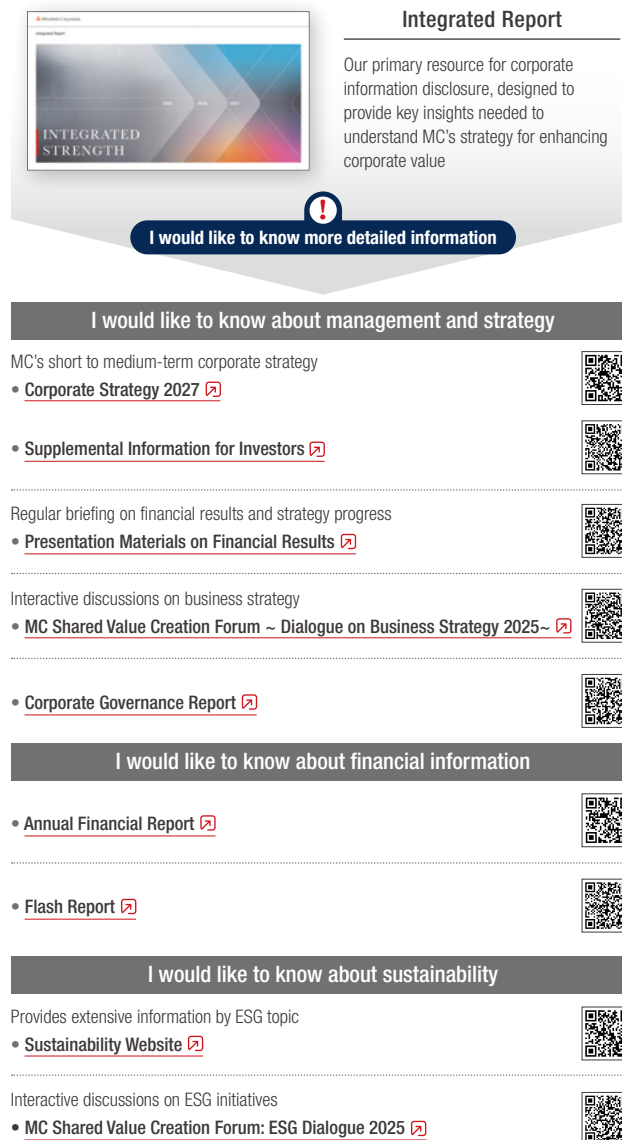 Mitsubishi Corporation
Integrated Report
INTEGRATED
STRENGTH
Integrated Report
Our primary resource for corporate
information disclosure, designed to
provide key insights needed to
understand MC's strategy for enhancing
corporate value
!
I would like to know more detailed information
I would like to know about management and strategy
MC's short to medium-term corporate strategy
• Corporate Strategy 2027
• Supplemental Information for Investors
Regular briefing on financial results and strategy progress
• Presentation Materials on Financial Results
Interactive discussions on business strategy
• MC Shared Value Creation Forum ~ Dialogue on Business Strategy 2025~
• Corporate Governance Report
I would like to know about financial information
• Annual Financial Report
• Flash Report
I would like to know about sustainability
Provides extensive information by ESG topic
• Sustainability Website
Interactive discussions on ESG initiatives
• MC Shared Value Creation Forum: ESG Dialogue 2025